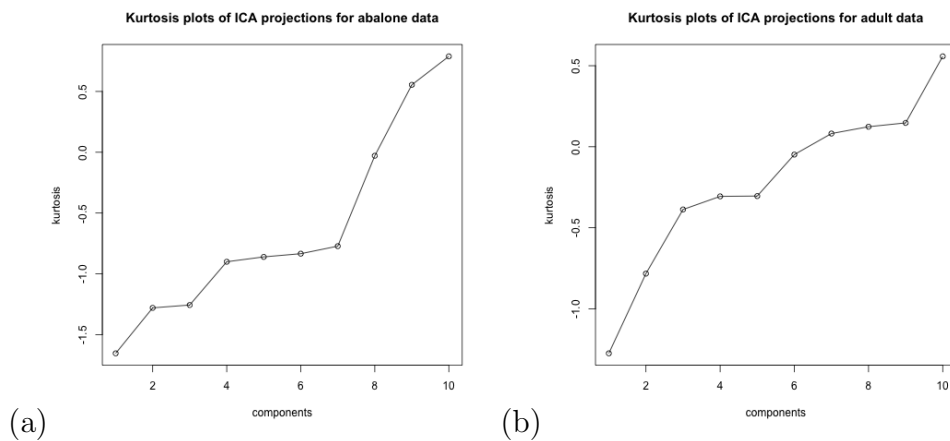 Kurtosis plots of ICA projections for abalone data
kurtosis
0.5
0.0
-0.5
-1.0
-1.5
2 4 6 8 10
components
(a)
Kurtosis plots of ICA projections for adult data
kurtosis
0.5
0.0
-0.5
-1.0
2 4 6 8 10
components
(b)